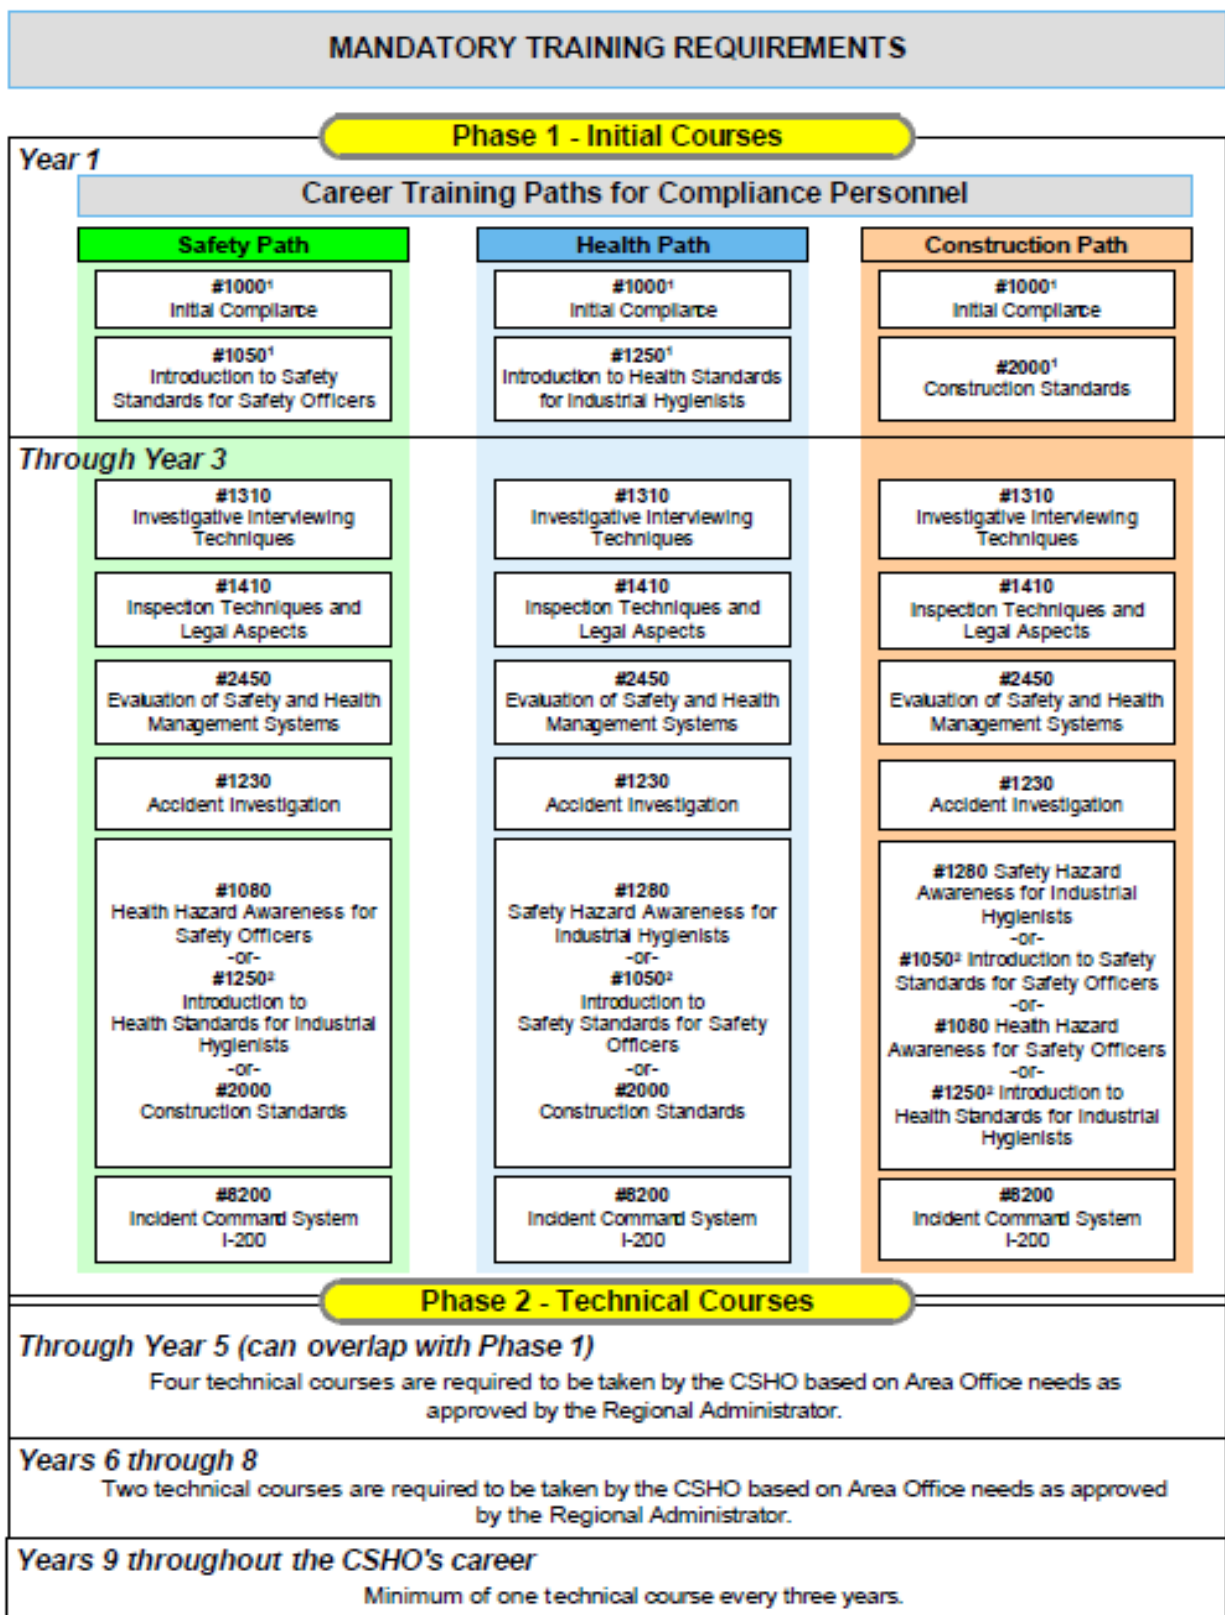 MANDATORY TRAINING REQUIREMENTS
Phase 1 - Initial Courses
Year 1
Career Training Paths for Compliance Personnel
Safety Path
#1000¹
Initial Compliance
#1050¹
Introduction to Safety
Standards for Safety Officers
Health Path
#1000¹
Initial Compliance
#1250¹
Introduction to Health Standards
for Industrial Hygienists
Construction Path
#1000¹
Initial Compliance
#2000¹
Construction Standards
Through Year 3
#1310
Investigative Interviewing
Techniques
#1410
Inspection Techniques and
Legal Aspects
#2450
Evaluation of Safety and Health
Management Systems
#1230
Accident Investigation
#1080
Health Hazard Awareness for
Safety Officers
-or-
#1250²
Introduction to
Health Standards for Industrial
Hygienists
-or-
#2000
Construction Standards
#8200
Incident Command System
I-200
#1310
Investigative Interviewing
Techniques
#1410
Inspection Techniques and
Legal Aspects
#2450
Evaluation of Safety and Health
Management Systems
#1230
Accident Investigation
#1280
Safety Hazard Awareness for
Industrial Hygienists
-or-
#1050²
Introduction to
Safety Standards for Safety
Officers
-or-
#2000
Construction Standards
#8200
Incident Command System
I-200
#1310
Investigative Interviewing
Techniques
#1410
Inspection Techniques and
Legal Aspects
#2450
Evaluation of Safety and Health
Management Systems
#1230
Accident Investigation
#1280 Safety Hazard
Awareness for Industrial
Hygienists
-or-
#1050² Introduction to Safety
Standards for Safety Officers
-or-
#1080 Health Hazard
Awareness for Safety Officers
-or-
#1250² Introduction to
Health Standards for Industrial
Hygienists
#8200
Incident Command System
I-200
Phase 2 - Technical Courses
Through Year 5 (can overlap with Phase 1)
Four technical courses are required to be taken by the CSHO based on Area Office needs as
approved by the Regional Administrator.
Years 6 through 8
Two technical courses are required to be taken by the CSHO based on Area Office needs as approved
by the Regional Administrator.
Years 9 throughout the CSHO's career
Minimum of one technical course every three years.